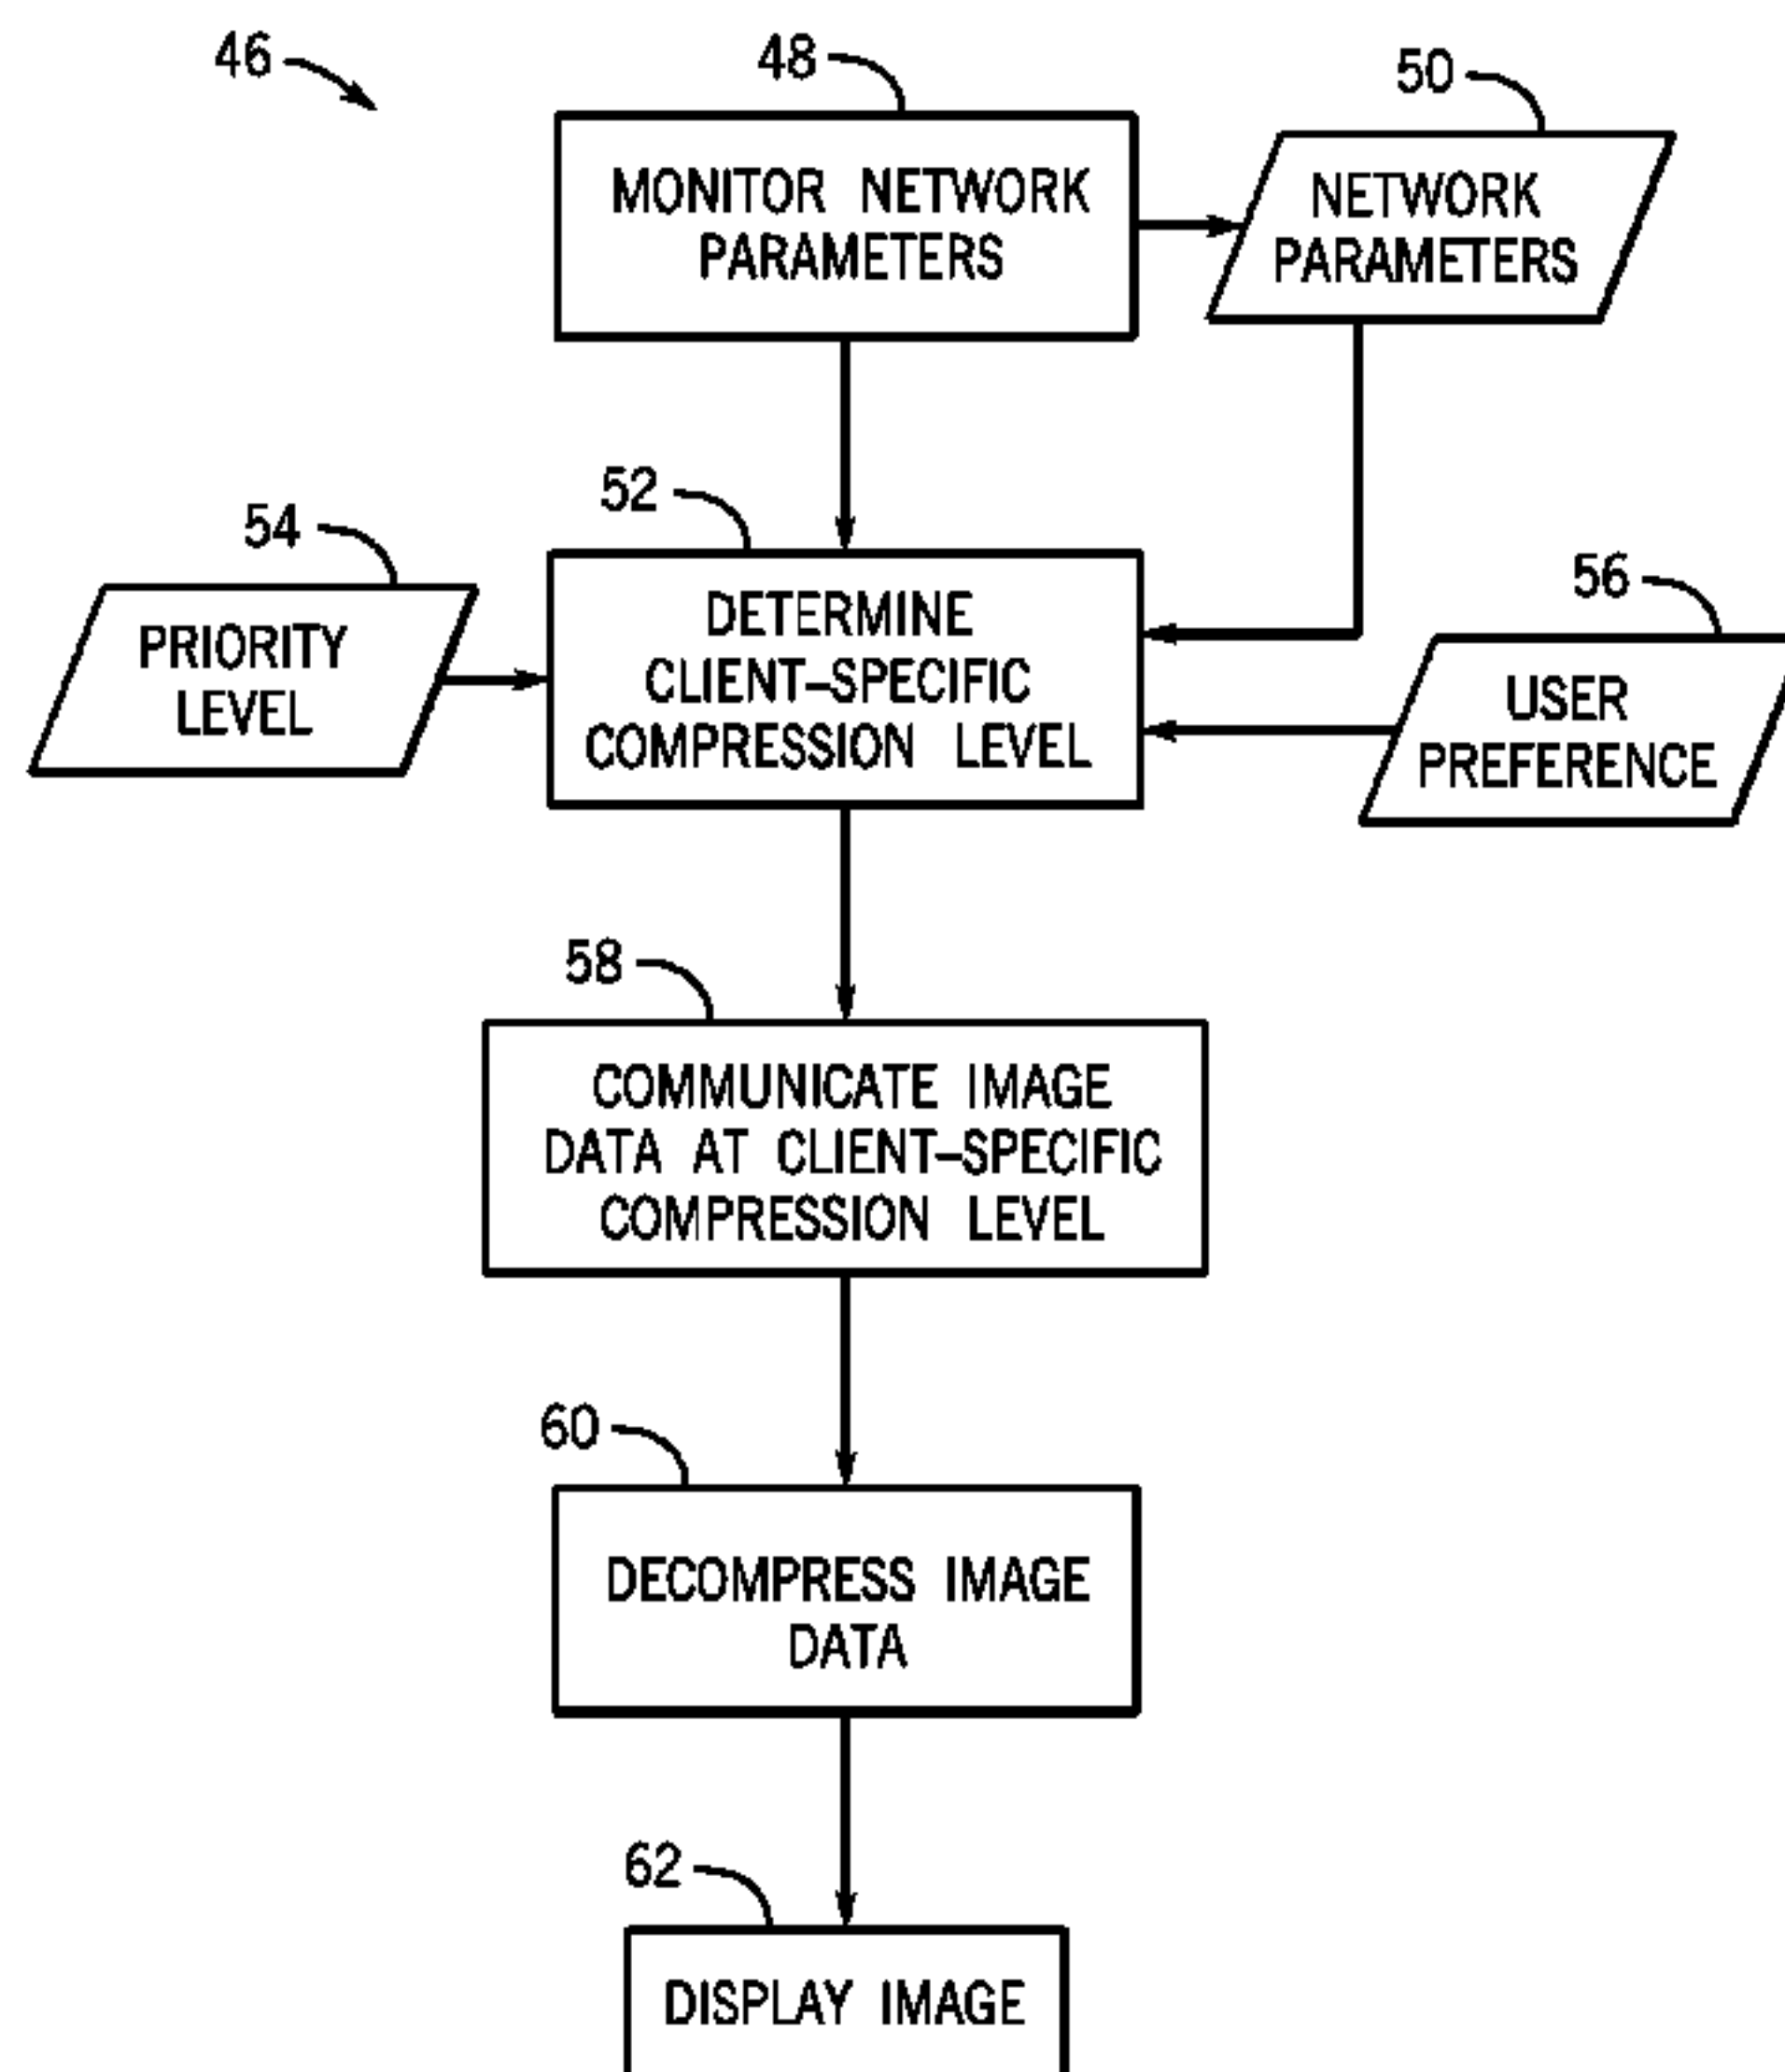 46
48
50
MONITOR NETWORK
PARAMETERS
NETWORK
PARAMETERS
52
54
56
DETERMINE
CLIENT-SPECIFIC
COMPRESSION LEVEL
PRIORITY
LEVEL
USER
PREFERENCE
58
COMMUNICATE IMAGE
DATA AT CLIENT-SPECIFIC
COMPRESSION LEVEL
60
DECOMPRESS IMAGE
DATA
62
DISPLAY IMAGE